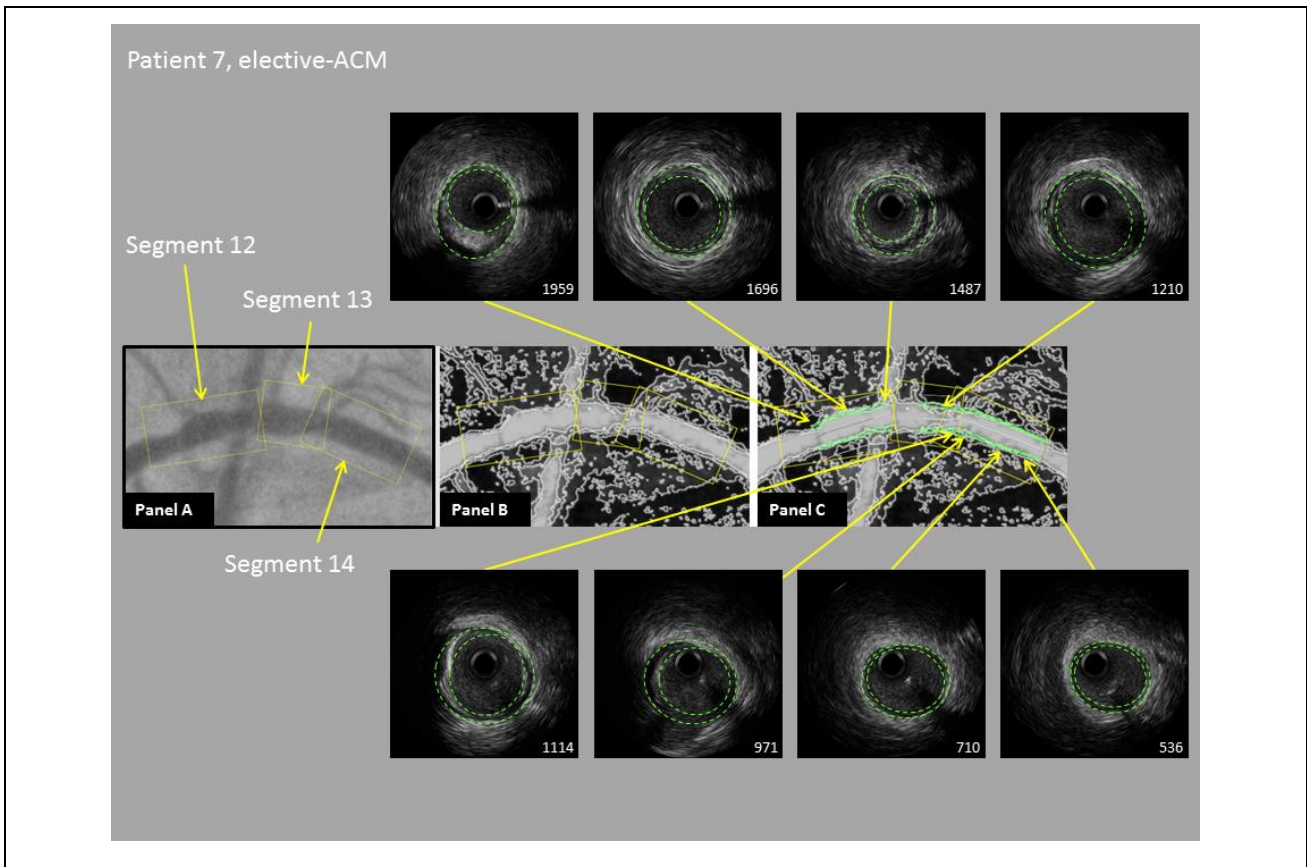 Patient 7, elective-ACM
1959
1696
1487
1210
Segment 12
Segment 13
Panel A
Panel B
Panel C
Segment 14
1114
971
710
536